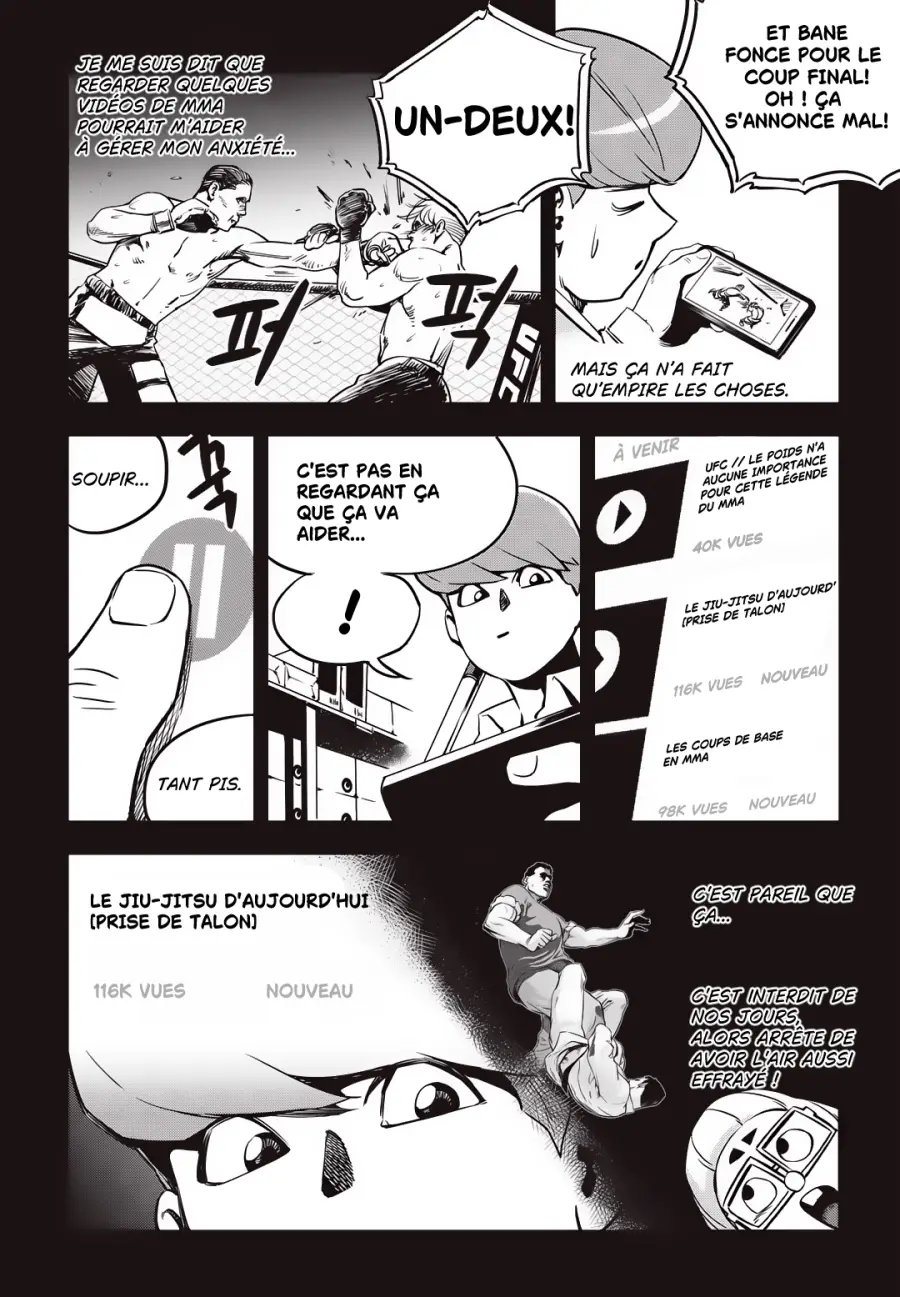 JE ME SUIS DIT QUE
REGARDER QUELQUES
VIDÉOS DE MMA
POURRAIT M'AIDER
À GÉRER MON ANXIÉTÉ...
UN-DEUX!
ET BANE
FONCE POUR LE
COUP FINAL!
OH ! ÇA
S'ANNONCE MAL!
퍼
퍽
UFC
MAIS ÇA N'A FAIT
QU'EMPIRE LES CHOSES.
SOUPIR...
TANT PIS.
C'EST PAS EN
REGARDANT ÇA
QUE ÇA VA
AIDER...
!
À VENIR
UFC // LE POIDS N'A
AUCUNE IMPORTANCE
POUR CETTE LÉGENDE
DU MMA
40K VUES
LE JIU-JITSU D'AUJOURD'
[PRISE DE TALON]
116K VUES NOUVEAU
LES COUPS DE BASE
EN MMA
98K VUES NOUVEAU
LE JIU-JITSU D'AUJOURD'HUI
[PRISE DE TALON]
116K VUES NOUVEAU
C'EST PAREIL QUE
ÇA...
C'EST INTERDIT DE
NOS JOURS,
ALORS ARRÊTE DE
AVOIR L'AIR AUSSI
EFFRAYÉ !